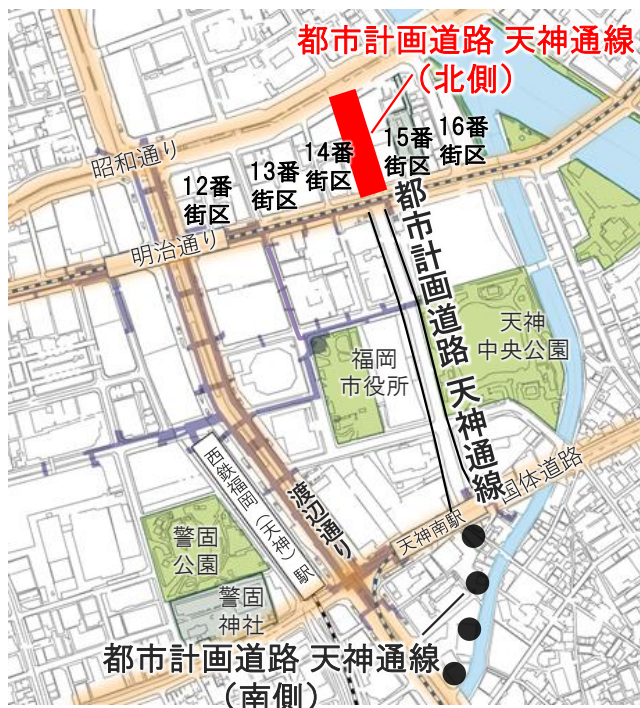 都市計画道路 天神通線
（北側）
昭和通り
12番
街区
13番
街区
14番
街区
15番
街区
16番
街区
明治通り
都市計画道路 天神通線
天神
中央公園
福岡
市役所
国体道路
西鉄福岡（天神）駅
渡辺通り
天神南駅
警固
公園
警固
神社
都市計画道路 天神通線
（南側）